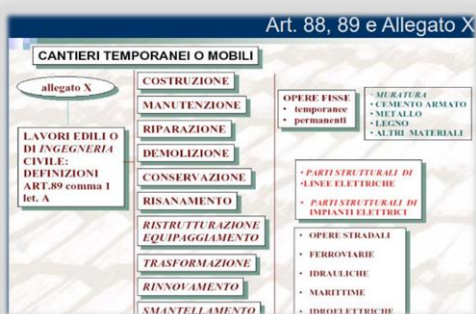 Art. 88, 89 e Allegato X
CANTIERI TEMPORANEI O MOBILI
allegato X
LAVORI EDILI O
DI INGEGNERIA
CIVILE:
DEFINIZIONI
ART.89 comma 1
let. A
COSTRUZIONE
MANUTENZIONE
RIPARAZIONE
DEMOLIZIONE
CONSERVAZIONE
RISANAMENTO
RISTRUTTURAZIONE
EQUIPAGGIAMENTO
TRASFORMAZIONE
RINNOVAMENTO
SMANTELLAMENTO
OPERE FISSE
• temporance
• permanenti
• MURATURA
• CEMENTO ARMATO
• METALLO
• LEGNO
• ALTRI MATERIALI
• PARTI STRUTTURALI DI
LINEE ELETTRICHE
• PARTI STRUTTURALI DI
IMPIANTI ELETTRICI
• OPERE STRADALI
• FERROVIARIE
• IDRAULICHE
• MARITTIME
• IDROELETTRICHE